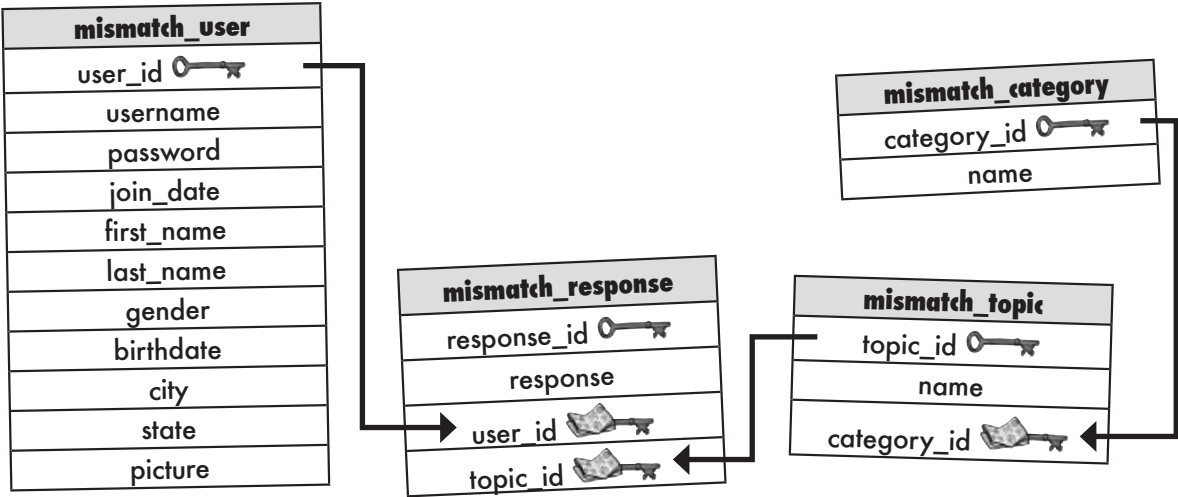 mismatch_user
user_id
username
password
join_date
first_name
last_name
gender
birthdate
city
state
picture
mismatch_response
response_id
response
user_id
topic_id
mismatch_category
category_id
name
mismatch_topic
topic_id
name
category_id